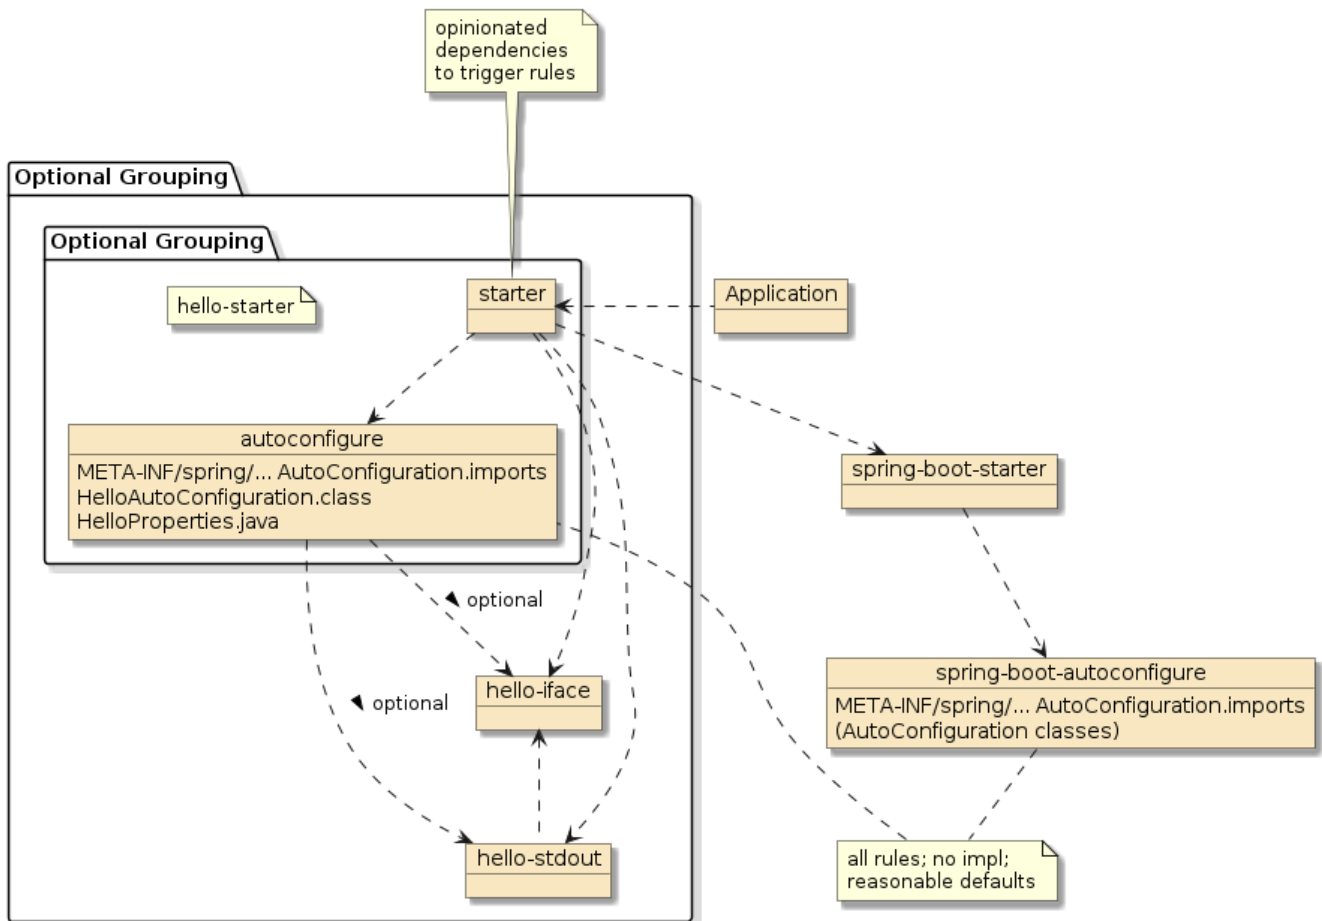 opinionated
dependencies
to trigger rules
Optional Grouping
Optional Grouping
hello-starter
starter
Application
autoconfigure
META-INF/spring/... AutoConfiguration.imports
HelloAutoConfiguration.class
HelloProperties.java
spring-boot-starter
optional
optional
hello-iface
spring-boot-autoconfigure
META-INF/spring/... AutoConfiguration.imports
(AutoConfiguration classes)
hello-stdout
all rules; no impl;
reasonable defaults